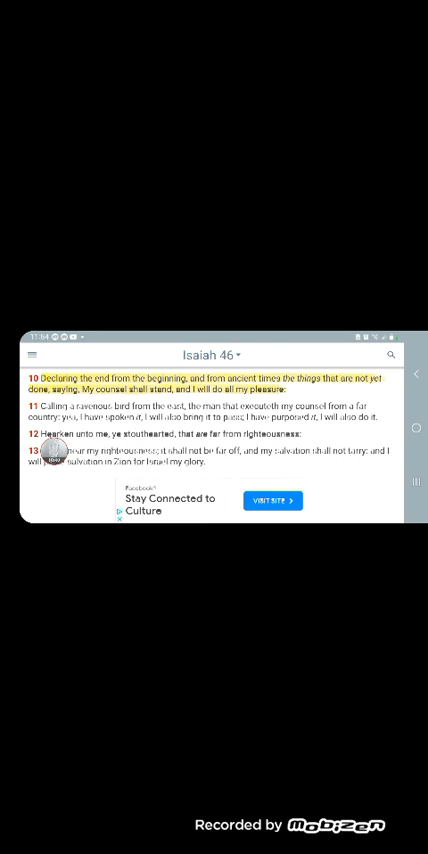 11:54
Isaiah 46
10 Declaring the end from the beginning, and from ancient times the things that are not yet
done, saying, My counsel shall stand, and I will do all my pleasure:
11 Calling a ravenous bird from the east, the man that executeth my counsel from a far
country: yea, I have spoken it, I will also bring it to pass; I have purposed it, I will also do it.
12 Hearken unto me, ye stouthearted, that are far from righteousness:
13 near my righteousness; it shall not be far off, and my salvation shall not tarry: and I
will salvation in Zion for Israel my glory.
Facebook®
Stay Connected to
Culture
VISIT SITE
Recorded by Mobizen